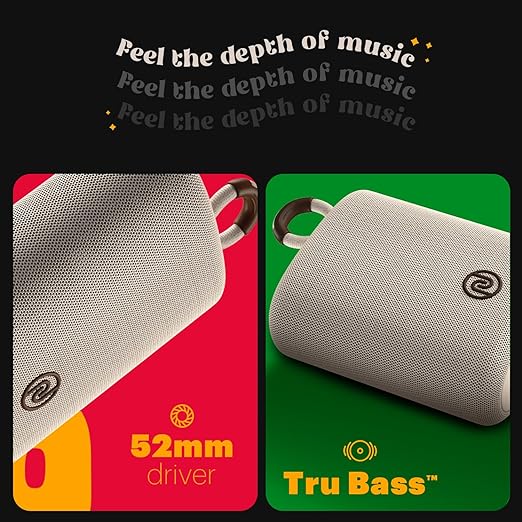 Feel the depth of music
Feel the depth of music
Feel the depth of music
52mm
driver
Tru Bass™